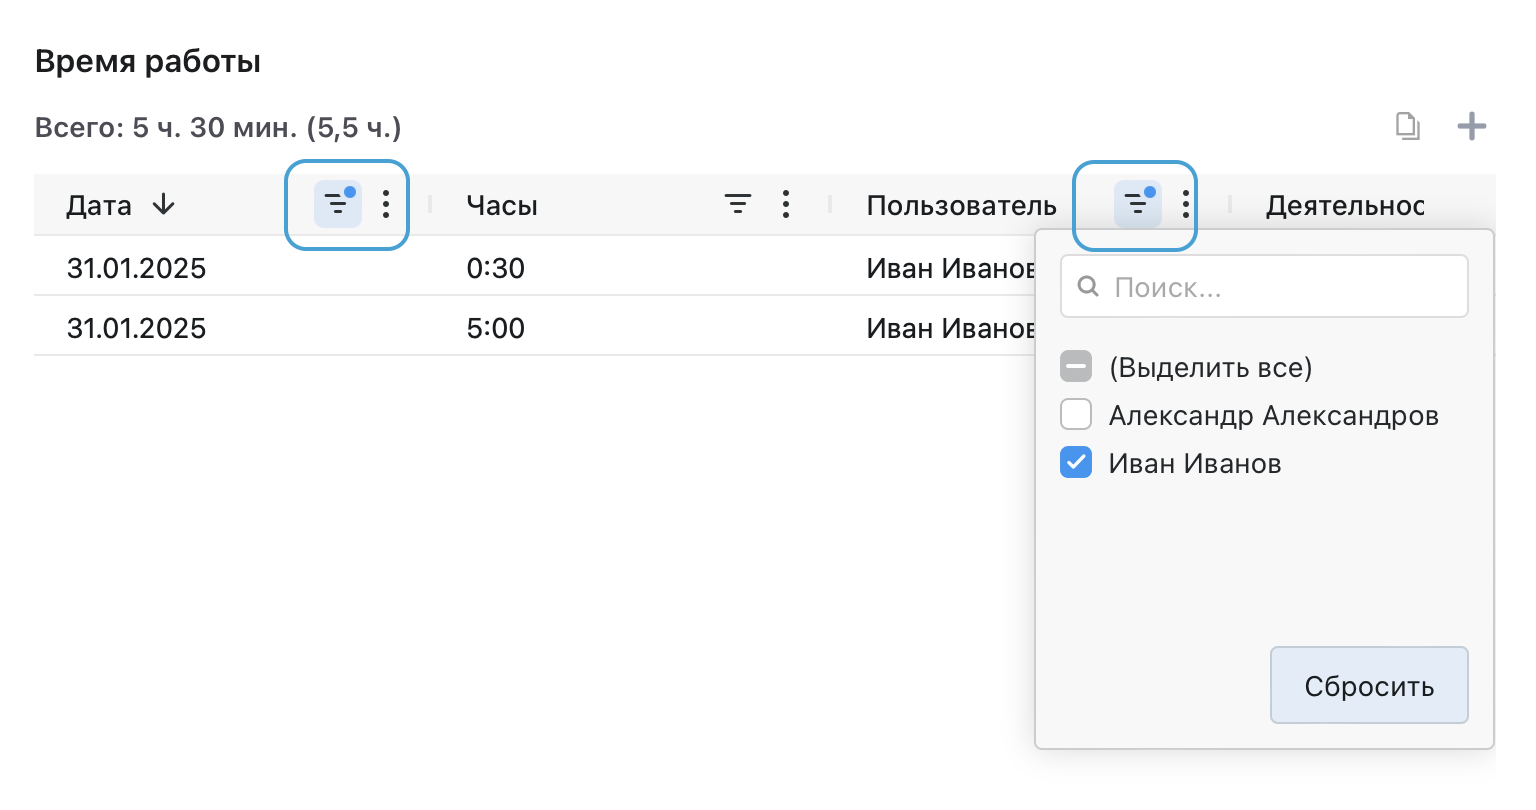 Время работы
Всего: 5 ч. 30 мин. (5,5 ч.)
Дата Часы Пользователь Деятельнос
31.01.2025 0:30 Иван Иванов
31.01.2025 5:00 Иван Иванов
Поиск...
(Выделить все)
Александр Александров
Иван Иванов
Сбросить